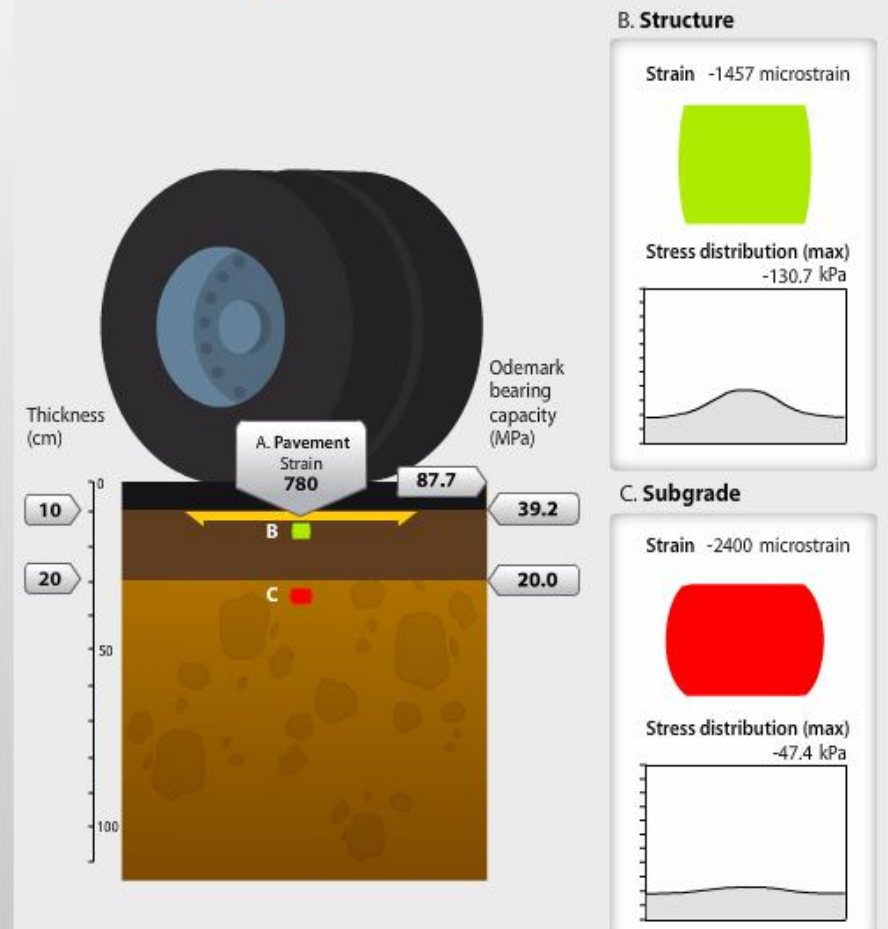 B. Structure
Strain -1457 microstrain
Stress distribution (max)
-130.7 kPa
Odemark
bearing
capacity
(MPa)
Thickness
(cm)
A. Pavement
Strain
780
87.7
0
10
39.2
B
20
20.0
C
50
100
C. Subgrade
Strain -2400 microstrain
Stress distribution (max)
-47.4 kPa